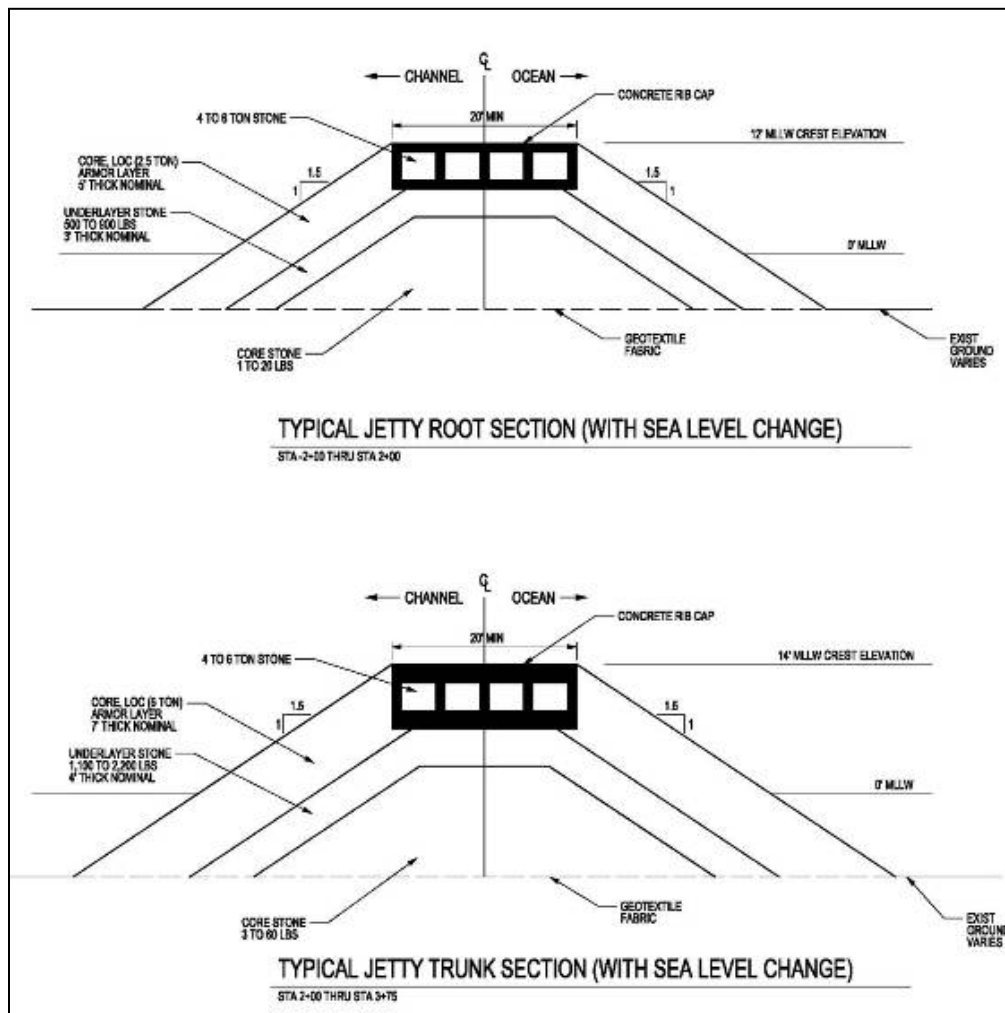 ℄
CHANNEL OCEAN
CONCRETE RIB CAP
4 TO 6 TON STONE
20' MIN
12' MLLW CREST ELEVATION
CORE, LOC (2.5 TON)
ARMOR LAYER
5' THICK NOMINAL
1.5
1
1.5
1
UNDERLAYER STONE
500 TO 900 LBS
3' THICK NOMINAL
0' MLLW
CORE STONE
1 TO 20 LBS
GEOTEXTILE
FABRIC
EXIST
GROUND
VARIES
TYPICAL JETTY ROOT SECTION (WITH SEA LEVEL CHANGE)
STA -2+00 THRU STA 2+00
℄
CHANNEL OCEAN
CONCRETE RIB CAP
4 TO 6 TON STONE
20' MIN
14' MLLW CREST ELEVATION
CORE, LOC (5 TON)
ARMOR LAYER
7' THICK NOMINAL
1.5
1
1.5
1
UNDERLAYER STONE
1,100 TO 2,200 LBS
4' THICK NOMINAL
0' MLLW
CORE STONE
3 TO 60 LBS
GEOTEXTILE
FABRIC
EXIST
GROUND
VARIES
TYPICAL JETTY TRUNK SECTION (WITH SEA LEVEL CHANGE)
STA 2+00 THRU STA 3+75